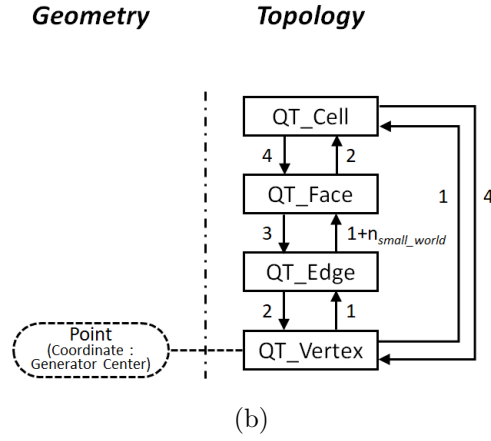 Geometry Topology
QT_Cell
4 2
QT_Face
1 4
3 1+n_small_world
QT_Edge
2 1
Point
(Coordinate :
Generator Center)
QT_Vertex
(b)